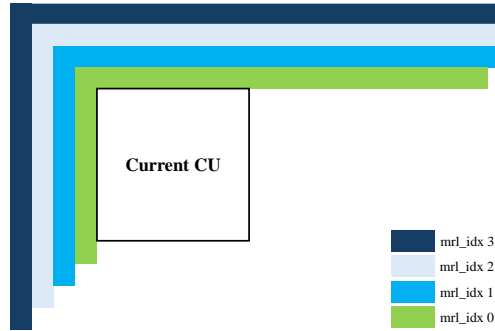 Current CU
mrl_idx 3
mrl_idx 2
mrl_idx 1
mrl_idx 0